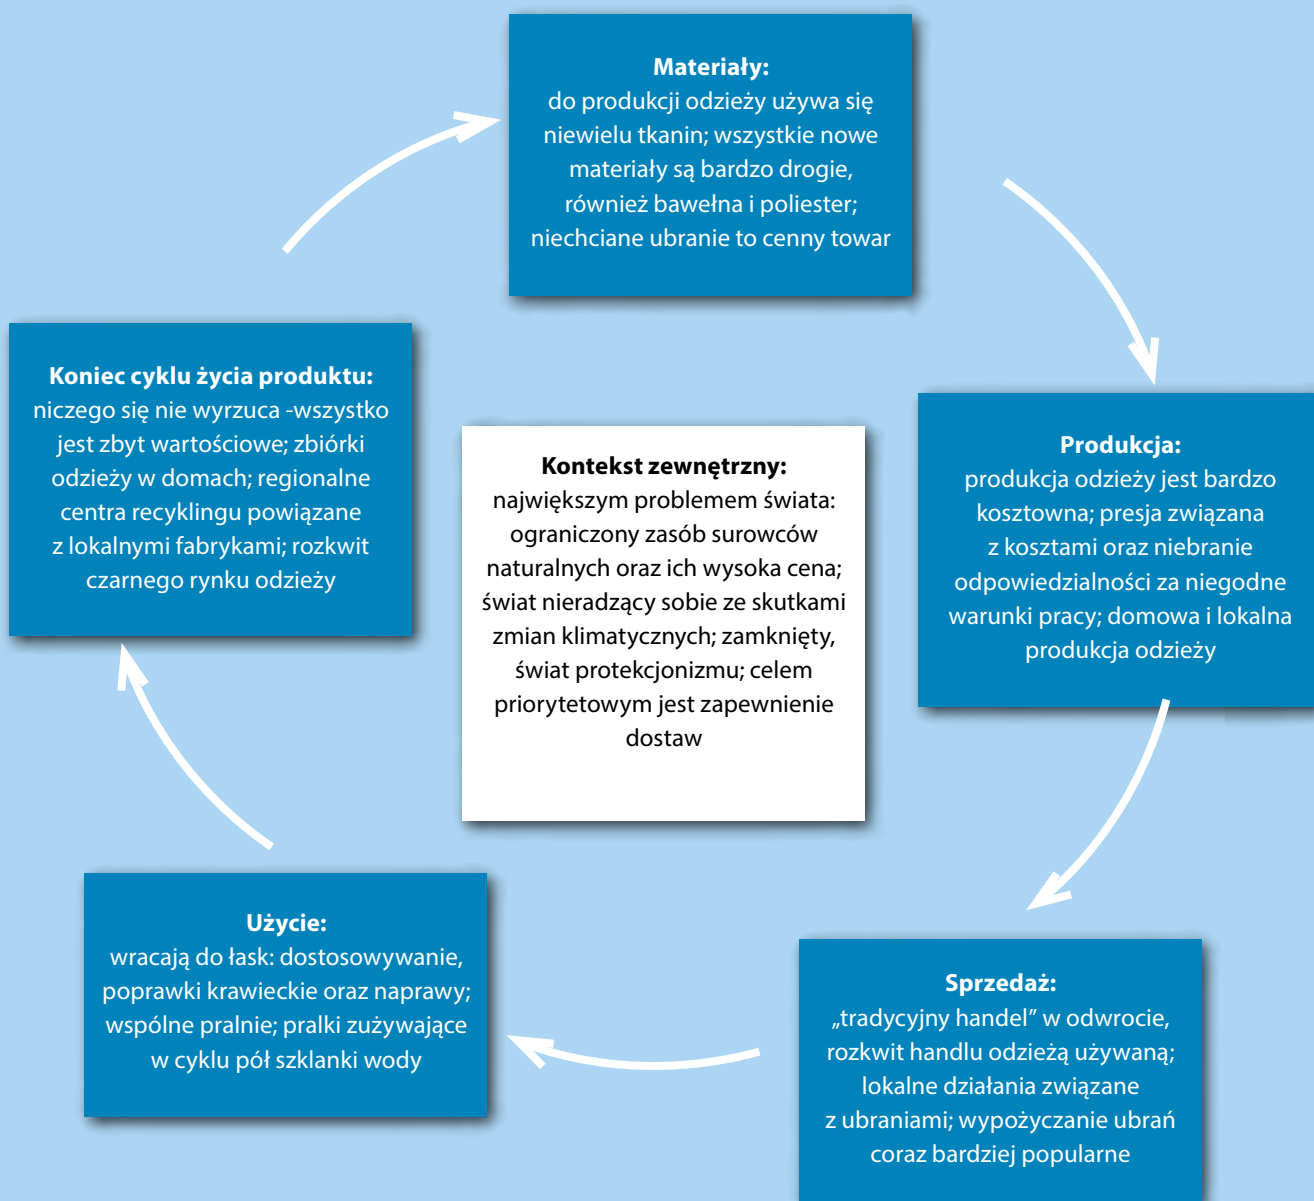 Materiały:
do produkcji odzieży używa się
niewielu tkanin; wszystkie nowe
materiały są bardzo drogie,
również bawełna i poliester;
niechciane ubranie to cenny towar
Produkcja:
produkcja odzieży jest bardzo
kosztowna; presja związana
z kosztami oraz niebranie
odpowiedzialności za niegodne
warunki pracy; domowa i lokalna
produkcja odzieży
Sprzedaż:
„tradycyjny handel” w odwrocie,
rozkwit handlu odzieżą używaną;
lokalne działania związane
z ubraniami; wypożyczanie ubrań
coraz bardziej popularne
Użycie:
wracają do łask: dostosowywanie,
poprawki krawieckie oraz naprawy;
wspólne pralnie; pralki zużywające
w cyklu pół szklanki wody
Koniec cyklu życia produktu:
niczego się nie wyrzuca -wszystko
jest zbyt wartościowe; zbiórki
odzieży w domach; regionalne
centra recyklingu powiązane
z lokalnymi fabrykami; rozkwit
czarnego rynku odzieży
Kontekst zewnętrzny:
największym problemem świata:
ograniczony zasób surowców
naturalnych oraz ich wysoka cena;
świat nieradzący sobie ze skutkami
zmian klimatycznych; zamknięty,
świat protekcjonizmu; celem
priorytetowym jest zapewnienie
dostaw